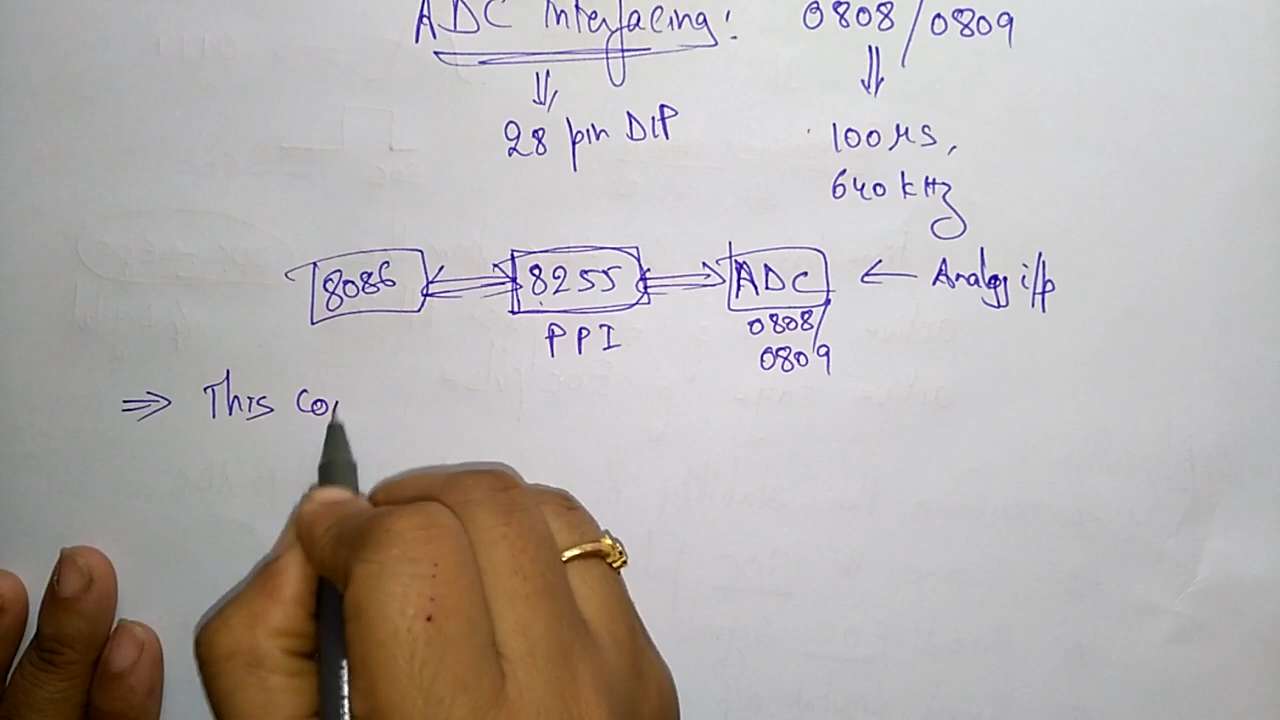 ADC Interfacing: 0808/0809
28 pin DIP
100 μs,
640 kHz
8086 8255 ADC ← Analog i/p
PPI 0808/
0809
⇒ This co